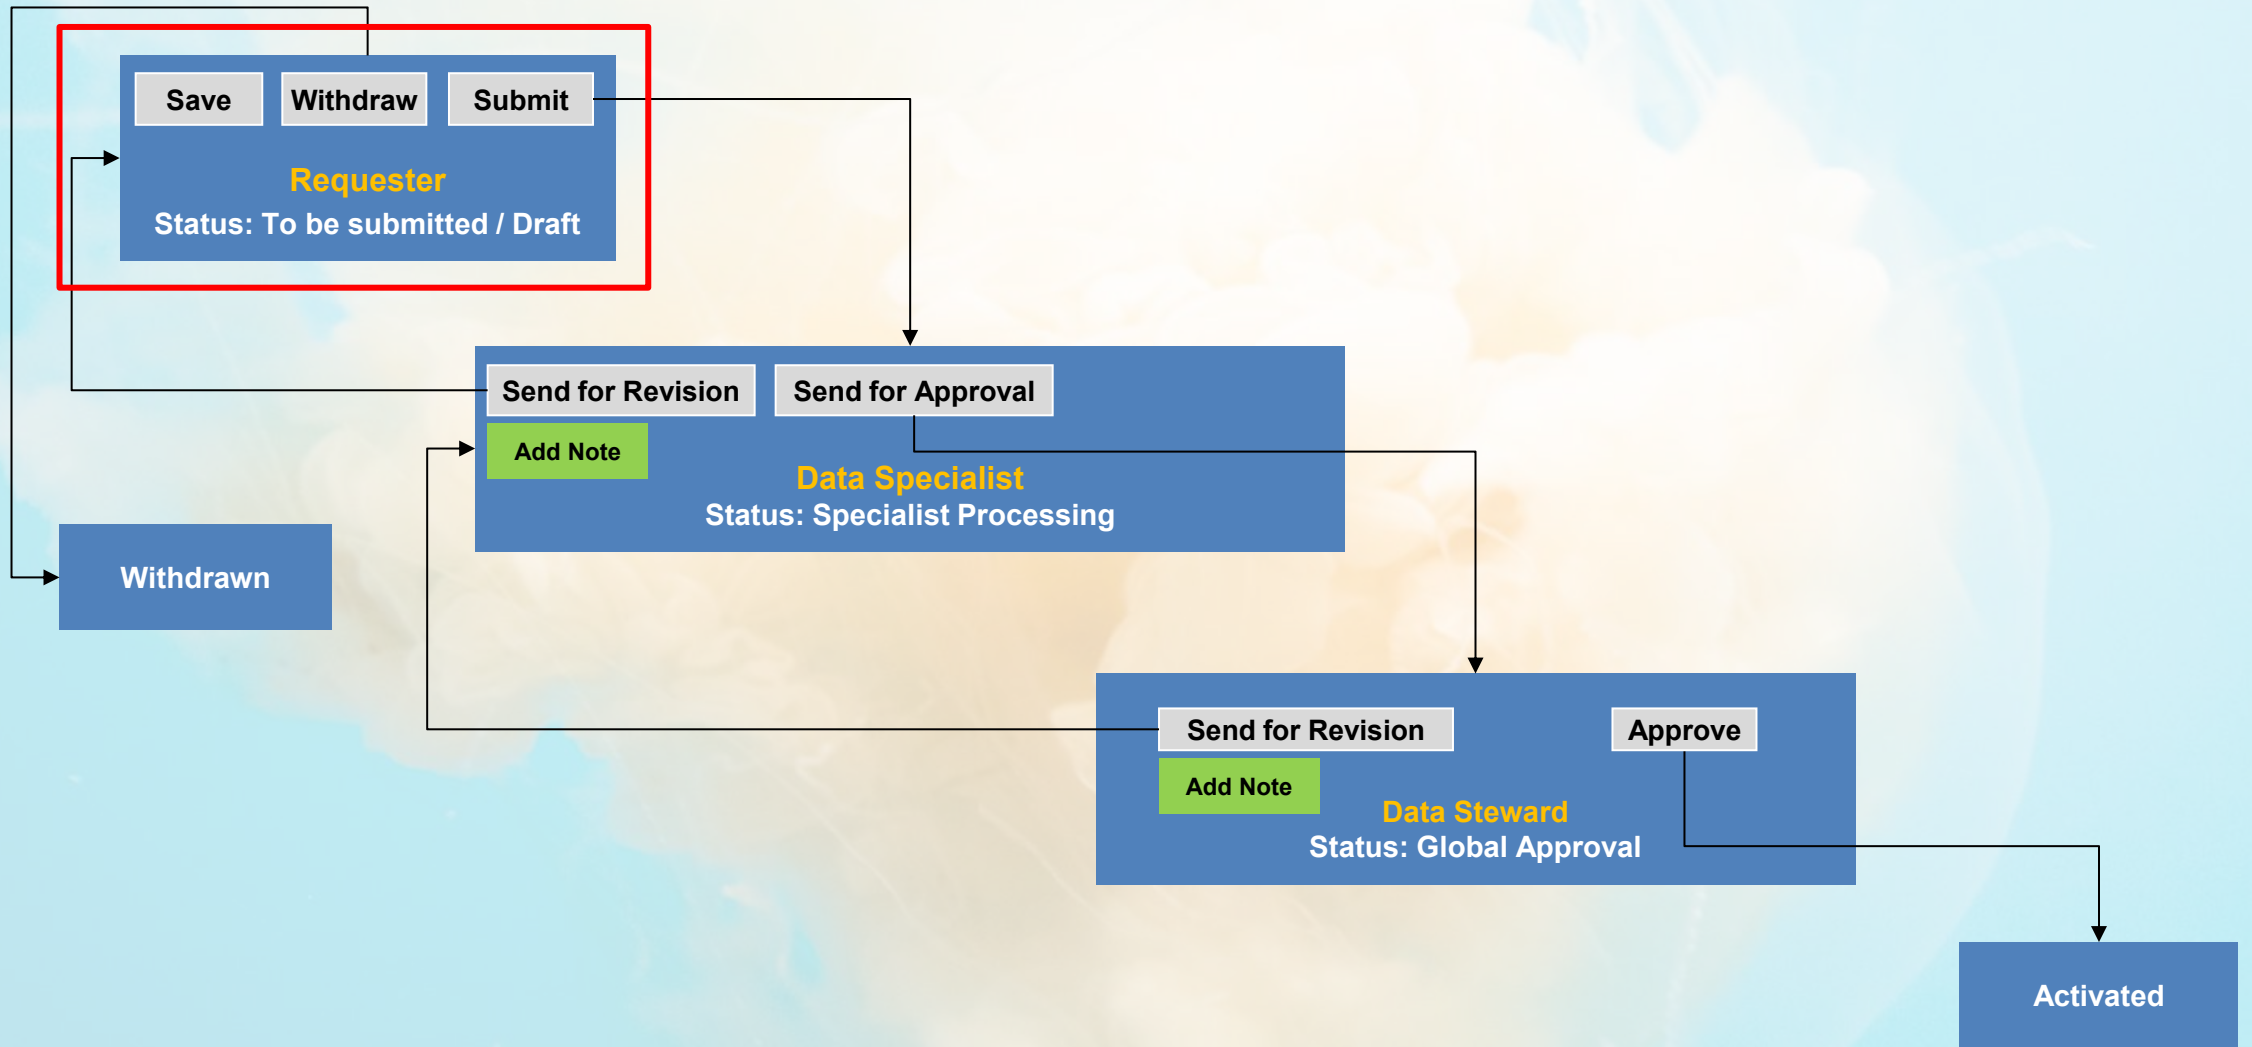 Save
Withdraw
Submit
Requester
Status: To be submitted / Draft
Send for Revision
Send for Approval
Add Note
Data Specialist
Status: Specialist Processing
Withdrawn
Send for Revision
Approve
Add Note
Data Steward
Status: Global Approval
Activated